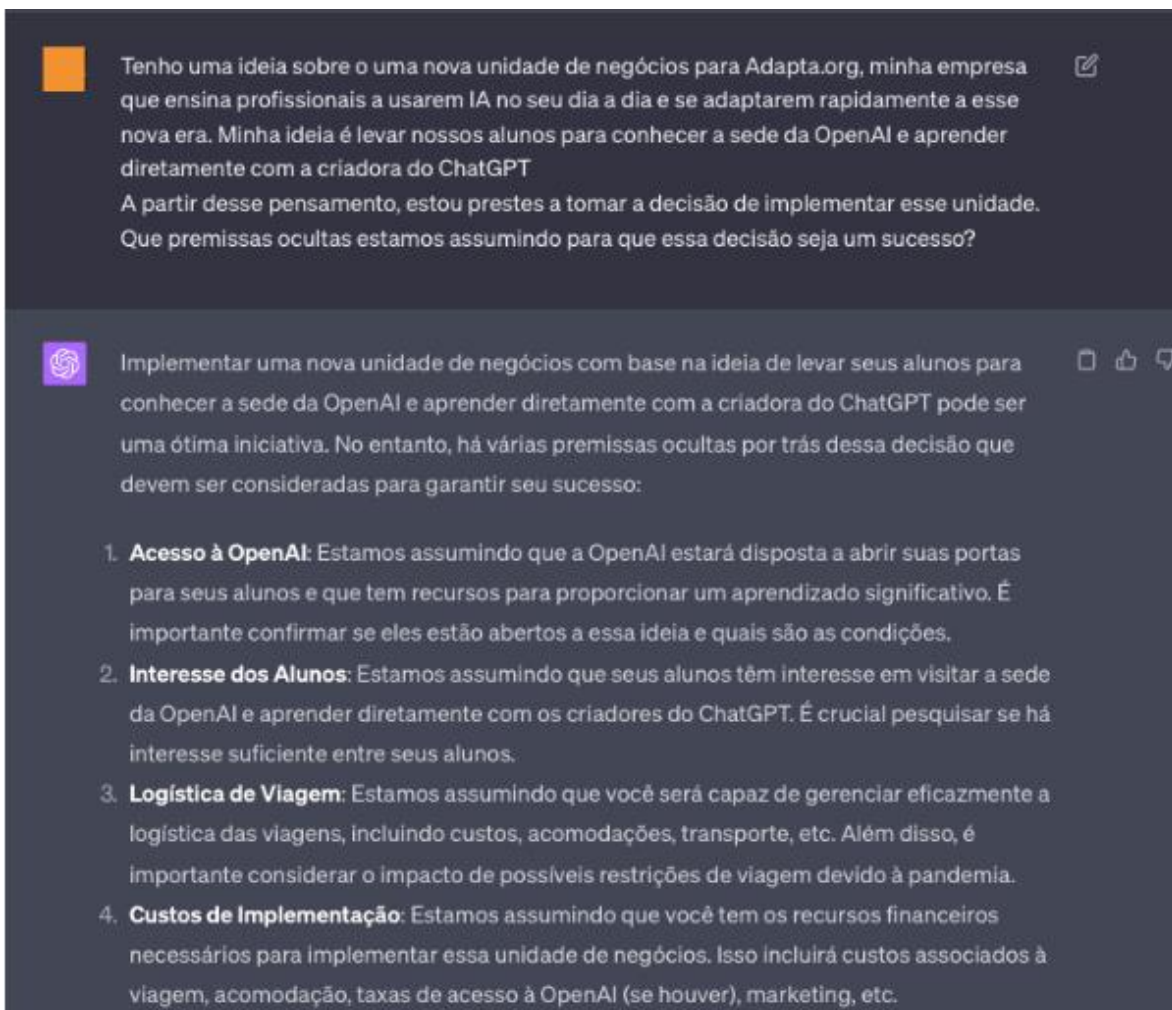 Tenho uma ideia sobre o uma nova unidade de negócios para Adapta.org, minha empresa
que ensina profissionais a usarem IA no seu dia a dia e se adaptarem rapidamente a esse
nova era. Minha ideia é levar nossos alunos para conhecer a sede da OpenAI e aprender
diretamente com a criadora do ChatGPT
A partir desse pensamento, estou prestes a tomar a decisão de implementar esse unidade.
Que premissas ocultas estamos assumindo para que essa decisão seja um sucesso?
Implementar uma nova unidade de negócios com base na ideia de levar seus alunos para
conhecer a sede da OpenAI e aprender diretamente com a criadora do ChatGPT pode ser
uma ótima iniciativa. No entanto, há várias premissas ocultas por trás dessa decisão que
devem ser consideradas para garantir seu sucesso:
1. Acesso à OpenAI: Estamos assumindo que a OpenAI estará disposta a abrir suas portas
para seus alunos e que tem recursos para proporcionar um aprendizado significativo. É
importante confirmar se eles estão abertos a essa ideia e quais são as condições.
2. Interesse dos Alunos: Estamos assumindo que seus alunos têm interesse em visitar a sede
da OpenAI e aprender diretamente com os criadores do ChatGPT. É crucial pesquisar se há
interesse suficiente entre seus alunos.
3. Logística de Viagem: Estamos assumindo que você será capaz de gerenciar eficazmente a
logística das viagens, incluindo custos, acomodações, transporte, etc. Além disso, é
importante considerar o impacto de possíveis restrições de viagem devido à pandemia.
4. Custos de Implementação: Estamos assumindo que você tem os recursos financeiros
necessários para implementar essa unidade de negócios. Isso incluirá custos associados à
viagem, acomodação, taxas de acesso à OpenAI (se houver), marketing, etc.